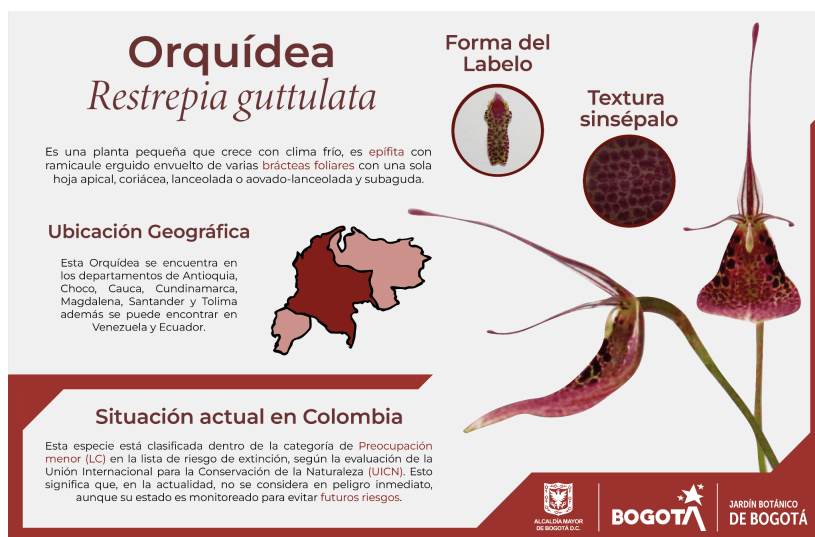 Orquídea
Restrepia guttulata
Es una planta pequeña que crece con clima frío, es epífita con
ramicaule erguido envuelto de varias brácteas foliares con una sola
hoja apical, coriácea, lanceolada o aovado-lanceolada y subaguda.
Forma del
Labelo
Textura
sinsépalo
Ubicación Geográfica
Esta Orquídea se encuentra en
los departamentos de Antioquia,
Choco, Cauca, Cundinamarca,
Magdalena, Santander y Tolima
además se puede encontrar en
Venezuela y Ecuador.
Situación actual en Colombia
Esta especie está clasificada dentro de la categoría de Preocupación
menor (LC) en la lista de riesgo de extinción, según la evaluación de la
Unión Internacional para la Conservación de la Naturaleza (UICN). Esto
significa que, en la actualidad, no se considera en peligro inmediato,
aunque su estado es monitoreado para evitar futuros riesgos.
ALCALDÍA MAYOR
DE BOGOTÁ D.C.
BOGOTÁ
JARDÍN BOTÁNICO
DE BOGOTÁ